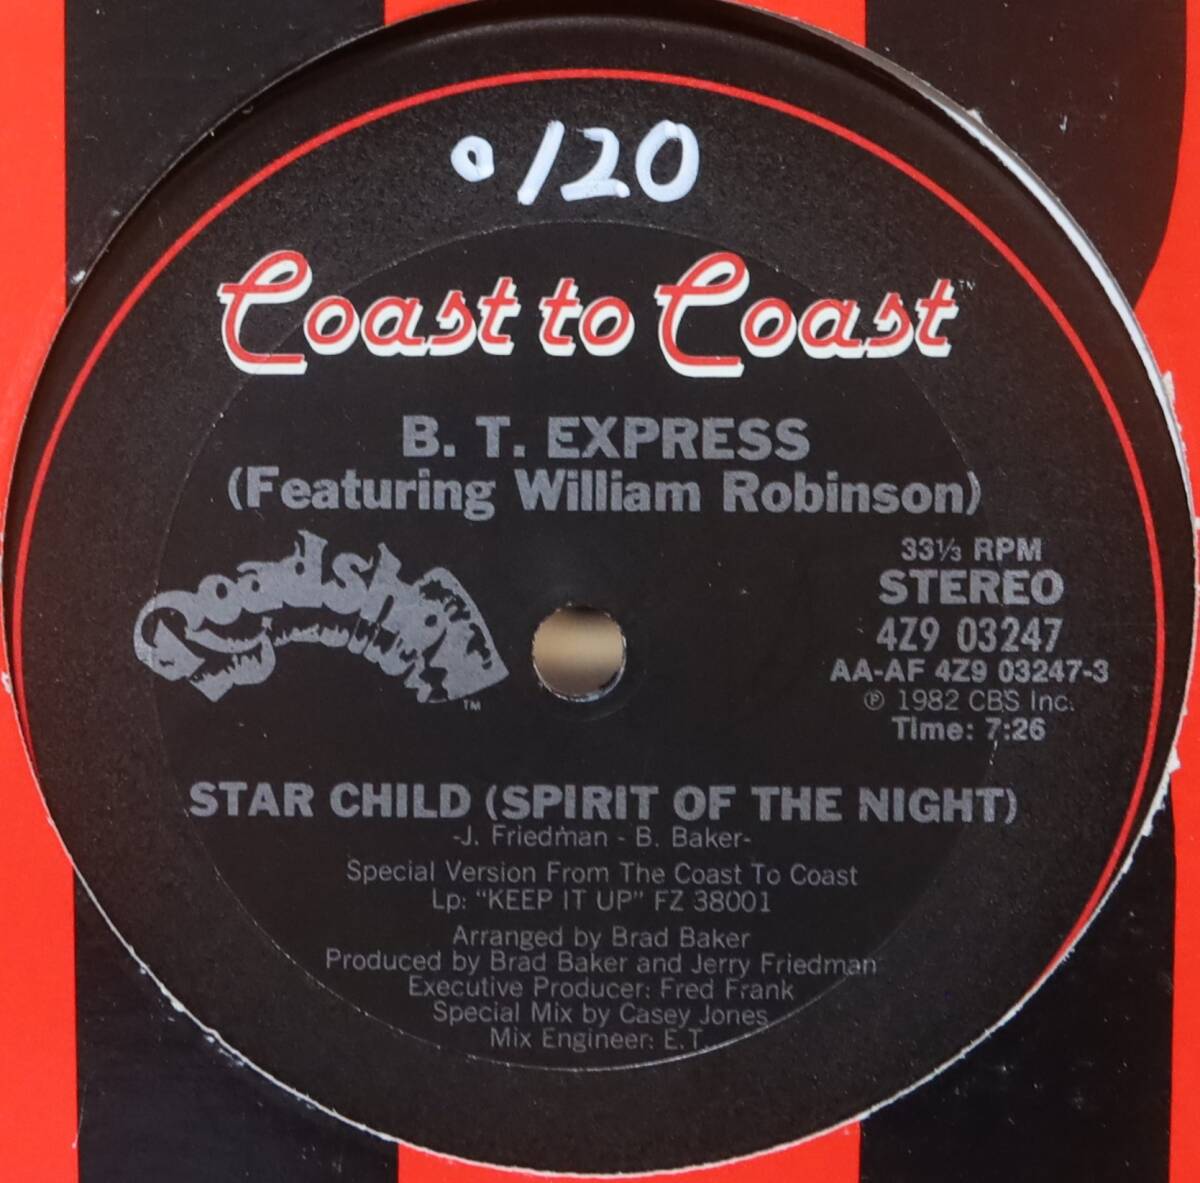 o 120
Coast to Coast™
B. T. EXPRESS
(Featuring William Robinson)
Roadshow™
33⅓ RPM
STEREO
4Z9 03247
AA-AF 4Z9 03247-3
℗ 1982 CBS Inc.
Time: 7:26
STAR CHILD (SPIRIT OF THE NIGHT)
-J. Friedman - B. Baker-
Special Version From The Coast To Coast
Lp: "KEEP IT UP" FZ 38001
Arranged by Brad Baker
Produced by Brad Baker and Jerry Friedman
Executive Producer: Fred Frank
Special Mix by Casey Jones
Mix Engineer: E.T.